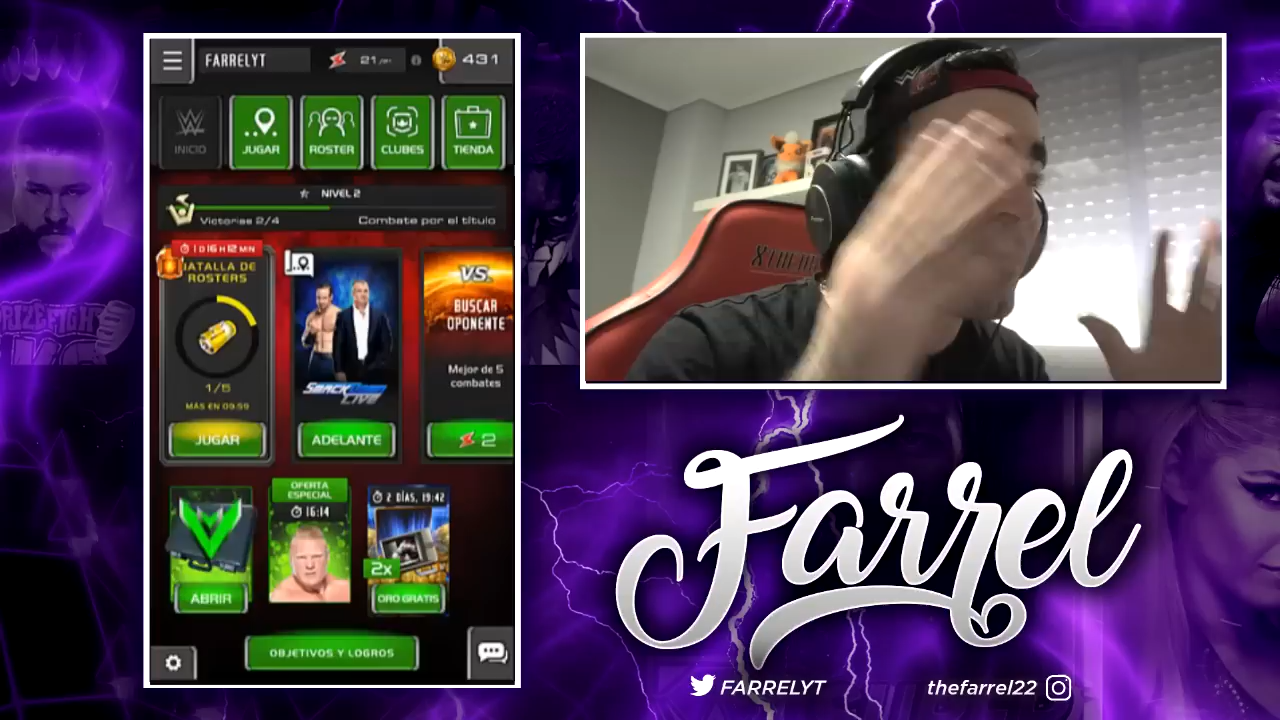 FARRELYT
431
INICIO
JUGAR
ROSTER
CLUBES
TIENDA
NIVEL 2
Victorias 2/4
Combate por el título
1 D 16 H 12 MN
BATALLA DE
ROSTERS
1/5
MÁS EN 09:59
JUGAR
SMACKDOWN
LIVE
ADELANTE
VS.
BUSCAR
OPONENTE
Mejor de 5
combates
2
ABRIR
OFERTA
ESPECIAL
16:14
2 DÍAS, 19:42
2x
ORO GRATIS
OBJETIVOS Y LOGROS
Farrel
FARRELYT
thefarrel22